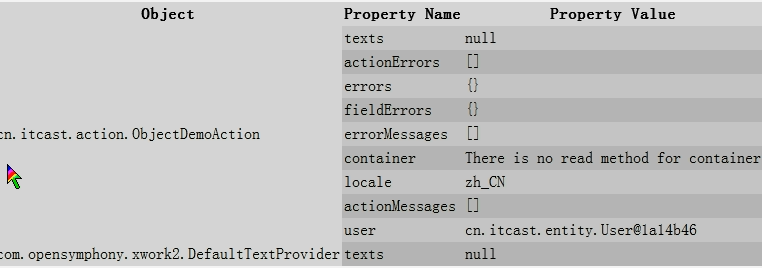 Object Property Name Property Value
texts null
actionErrors []
errors {}
fieldErrors {}
cn.itcast.action.ObjectDemoAction errorMessages []
container There is no read method for container
locale zh_CN
actionMessages []
user cn.itcast.entity.User@1a14b46
com.opensymphony.xwork2.DefaultTextProvider texts null